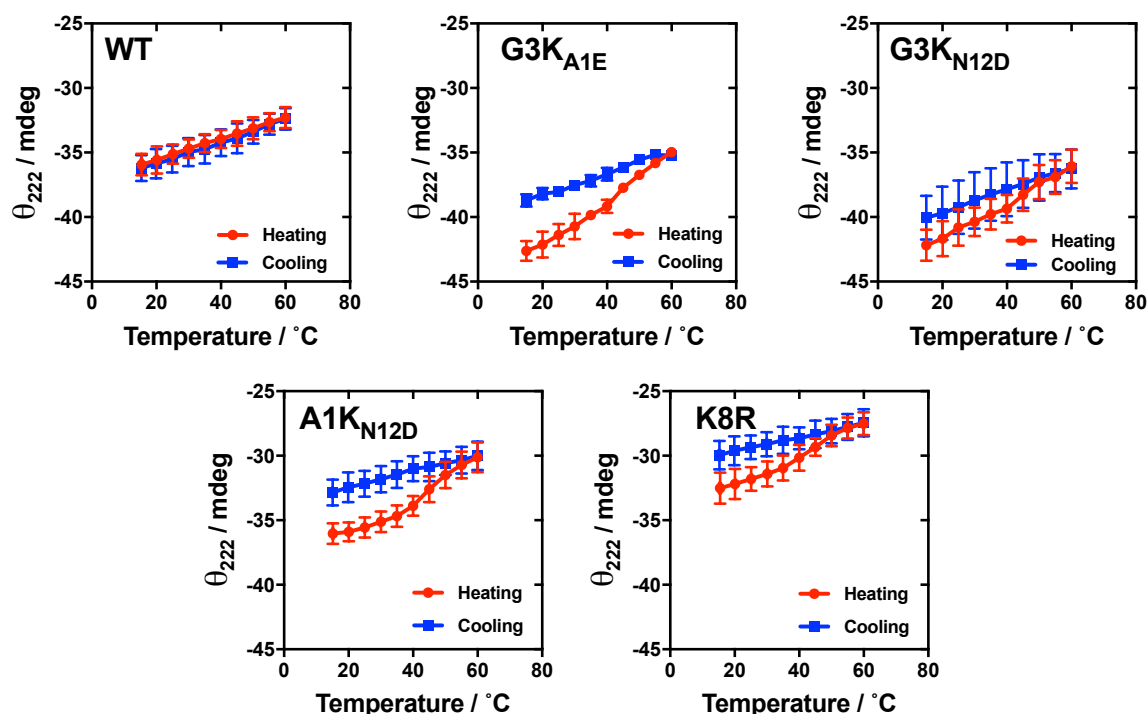 WT
θ222 / mdeg
-25
-30
-35
-40
-45
Heating
Cooling
0 20 40 60 80
Temperature / ˚C
G3KA1E
θ222 / mdeg
-25
-30
-35
-40
-45
Heating
Cooling
0 20 40 60 80
Temperature / ˚C
G3KN12D
θ222 / mdeg
-25
-30
-35
-40
-45
Heating
Cooling
0 20 40 60 80
Temperature / ˚C
A1KN12D
θ222 / mdeg
-25
-30
-35
-40
-45
Heating
Cooling
0 20 40 60 80
Temperature / ˚C
K8R
θ222 / mdeg
-25
-30
-35
-40
-45
Heating
Cooling
0 20 40 60 80
Temperature / ˚C